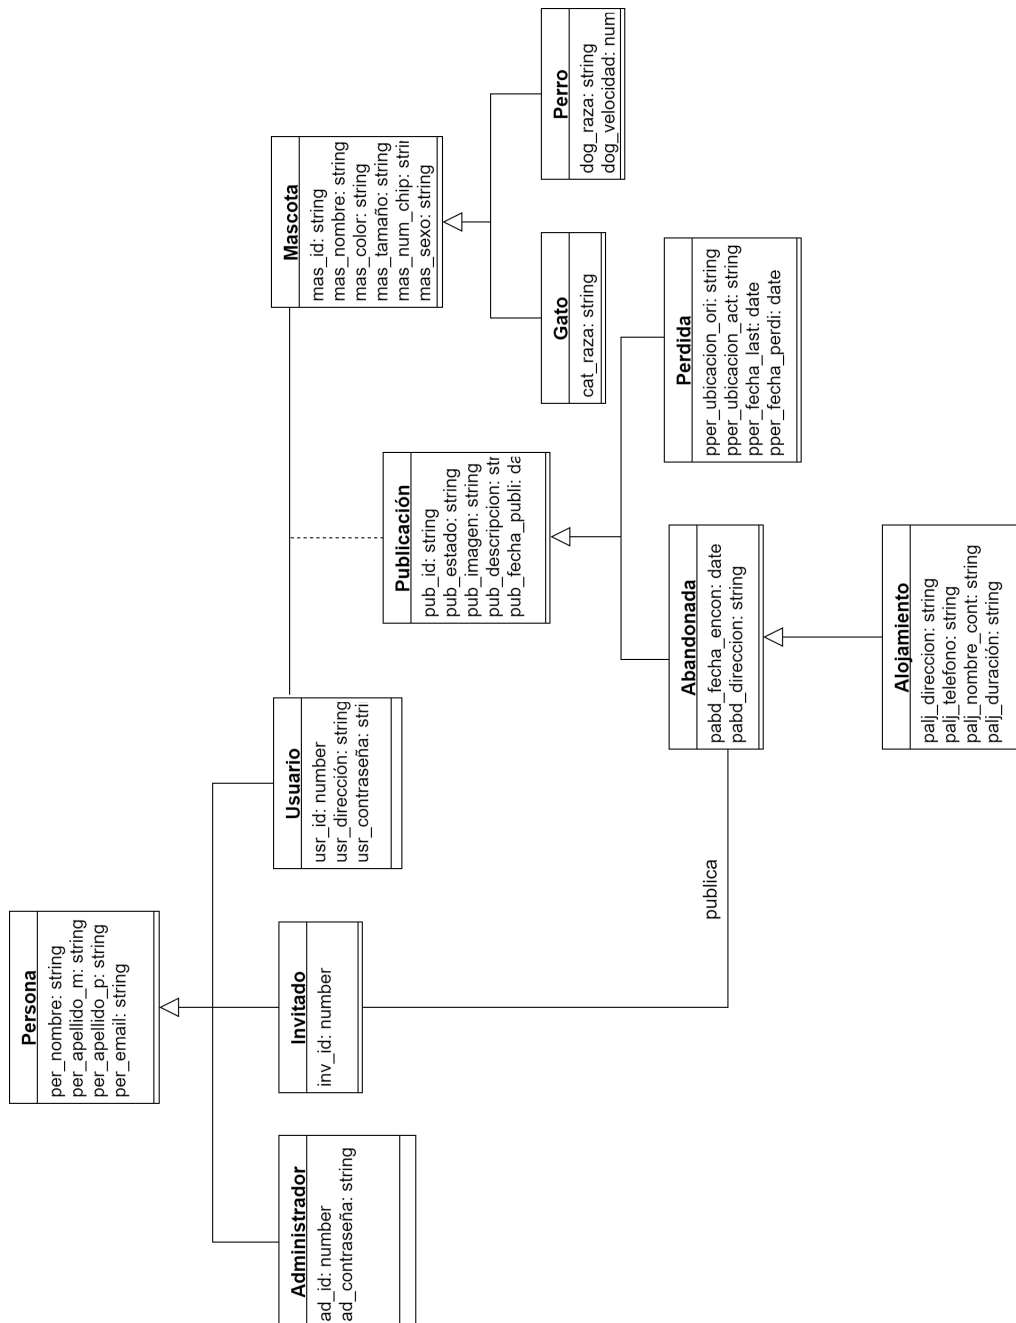 Persona
per_nombre: string
per_apellido_m: string
per_apellido_p: string
per_email: string
Administrador
ad_id: number
ad_contraseña: string
Invitado
inv_id: number
Usuario
usr_id: number
usr_dirección: string
usr_contraseña: stri
Mascota
mas_id: string
mas_nombre: string
mas_color: string
mas_tamaño: string
mas_num_chip: strin
mas_sexo: string
Publicación
pub_id: string
pub_estado: string
pub_imagen: string
pub_descripcion: str
pub_fecha_publi: da
Gato
cat_raza: string
Perro
dog_raza: string
dog_velocidad: num
publica
Abandonada
pabd_fecha_encon: date
pabd_direccion: string
Perdida
pper_ubicacion_ori: string
pper_ubicacion_act: string
pper_fecha_last: date
pper_fecha_perdi: date
Alojamiento
palj_direccion: string
palj_telefono: string
palj_nombre_cont: string
palj_duración: string